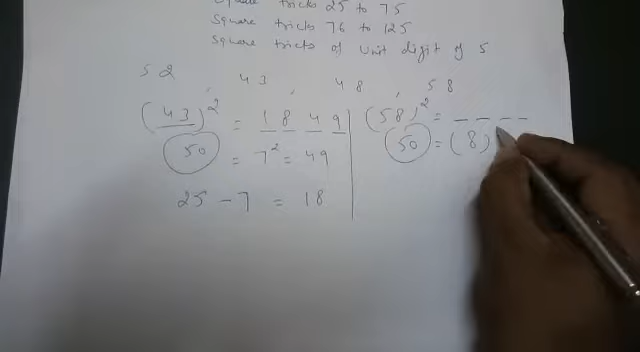 Square tricks 25 to 75
Square tricks 76 to 125
Square tricks of unit digit of 5
52 , 43 , 48 , 58
(43)² = 1 8 4 9
50 = 7² = 49
25 - 7 = 18
(58)² = _ _ _ _
50 = (8)